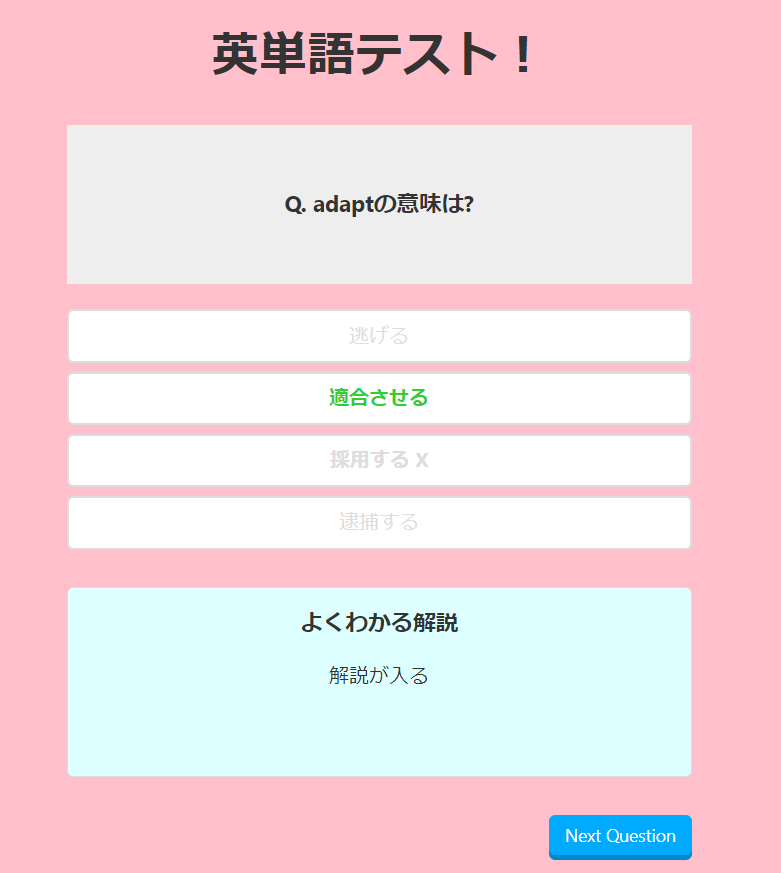 英単語テスト！
Q. adaptの意味は?
逃げる
適合させる
採用する X
逮捕する
よくわかる解説
解説が入る
Next Question